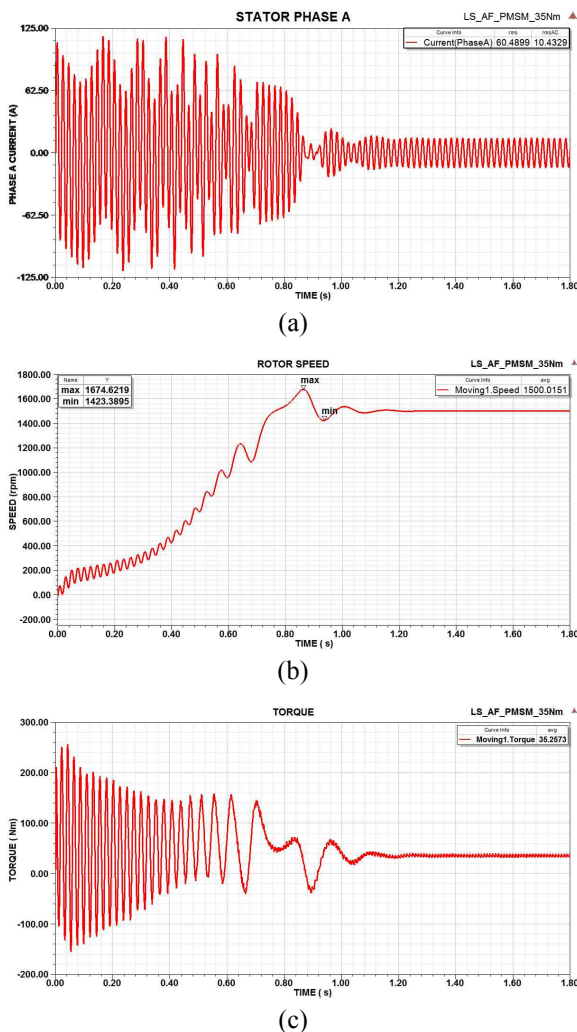 STATOR PHASE A
LS_AF_PMSM_35Nm
Curve Info rms rmsAC
Current(PhaseA) 60.4899 10.4329
125.00
62.50
0.00
-62.50
-125.00
PHASE A CURRENT (A)
0.00 0.20 0.40 0.60 0.80 1.00 1.20 1.40 1.60 1.80
TIME (s)
(a)
ROTOR SPEED
LS_AF_PMSM_35Nm
Name Y
max 1674.6219
min 1423.3895
Curve Info avg
Moving1.Speed 1500.0151
max
min
1800.00
1600.00
1400.00
1200.00
1000.00
800.00
600.00
400.00
200.00
0.00
-200.00
SPEED (rpm)
0.00 0.20 0.40 0.60 0.80 1.00 1.20 1.40 1.60 1.80
TIME ( s)
(b)
TORQUE
LS_AF_PMSM_35Nm
Curve Info avg
Moving1.Torque 35.2573
300.00
200.00
100.00
0.00
-100.00
-200.00
TORQUE ( Nm)
0.00 0.20 0.40 0.60 0.80 1.00 1.20 1.40 1.60 1.80
TIME ( s)
(c)